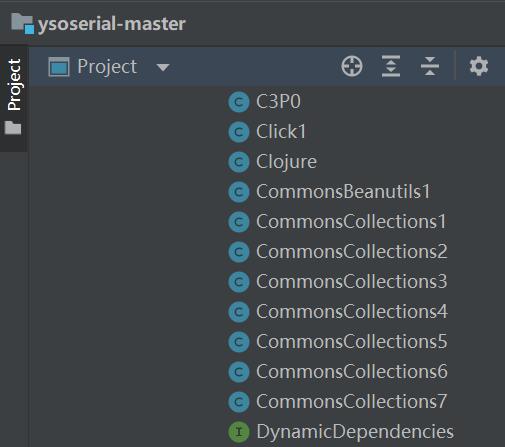 ysoserial-master
Project
Project
C C3P0
C Click1
C Clojure
C CommonsBeanutils1
C CommonsCollections1
C CommonsCollections2
C CommonsCollections3
C CommonsCollections4
C CommonsCollections5
C CommonsCollections6
C CommonsCollections7
I DynamicDependencies